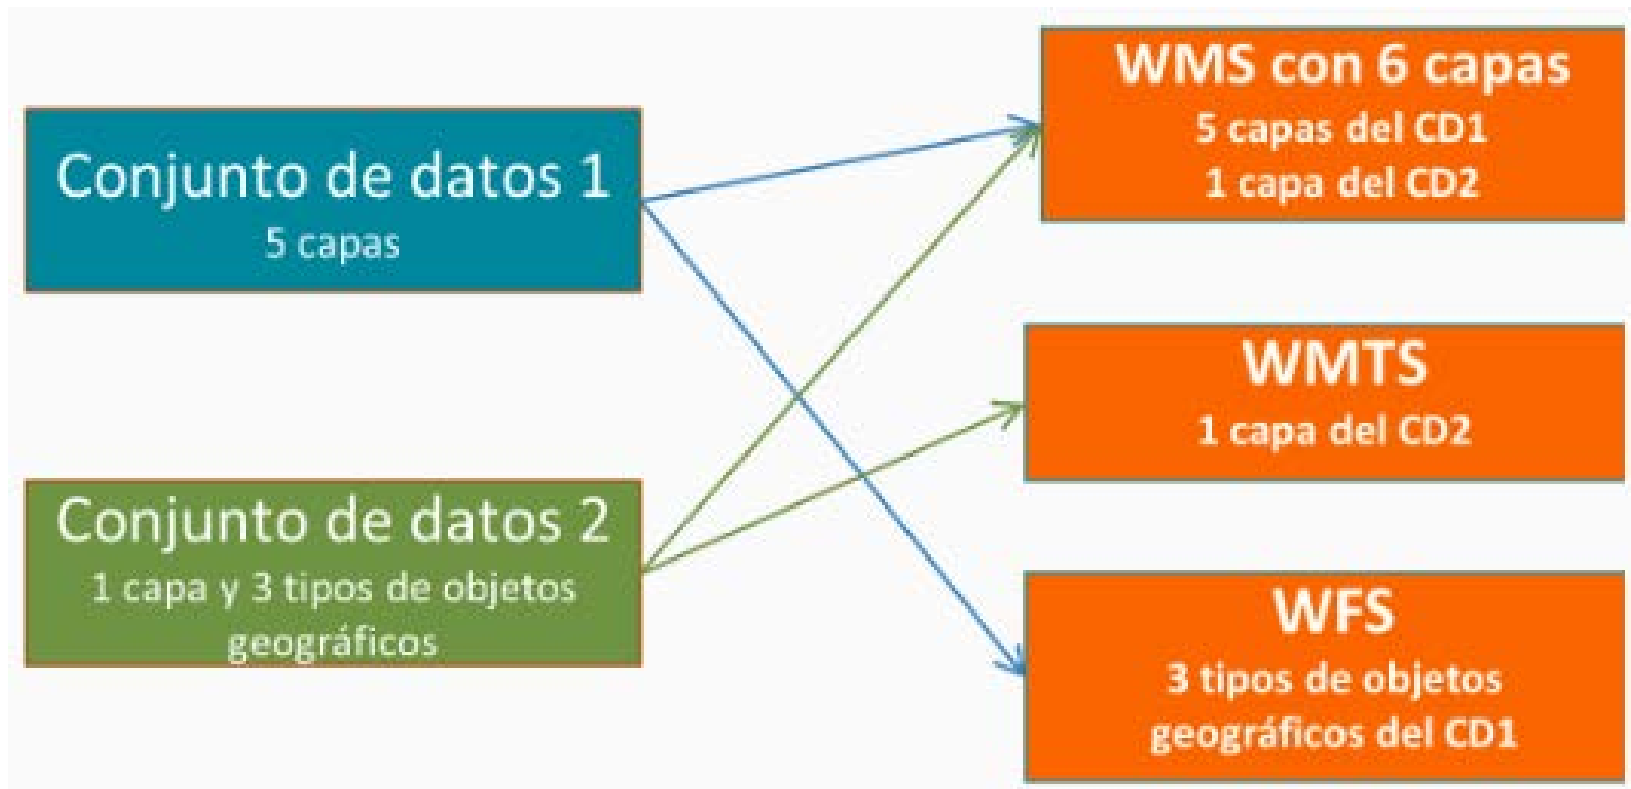 Conjunto de datos 1
5 capas
Conjunto de datos 2
1 capa y 3 tipos de objetos
geográficos
WMS con 6 capas
5 capas del CD1
1 capa del CD2
WMTS
1 capa del CD2
WFS
3 tipos de objetos
geográficos del CD1